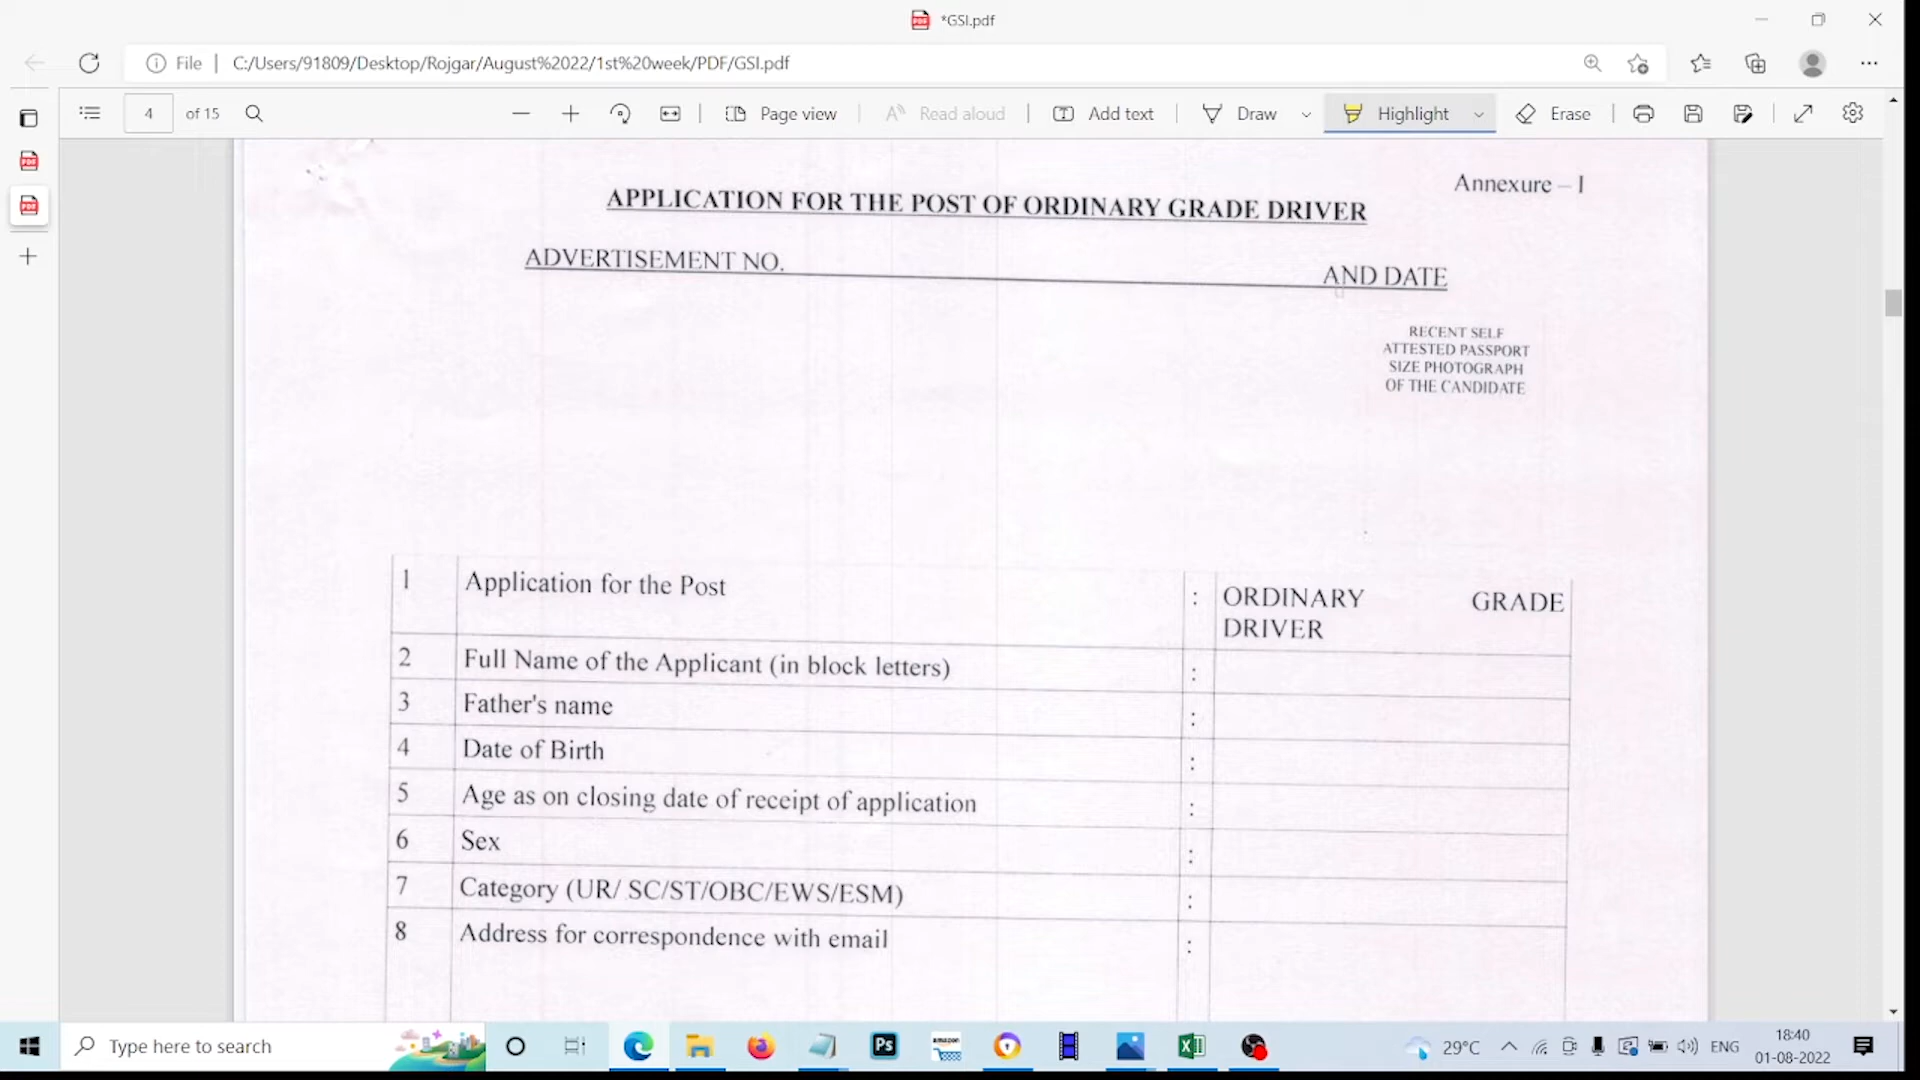 *GSI.pdf
File
C:/Users/91809/Desktop/Rojgar/August%2022/1st%20week/PDF/GSI.pdf
4 of 15
Page view
Read aloud
Add text
Draw
Highlight
Erase
Annexure – I
APPLICATION FOR THE POST OF ORDINARY GRADE DRIVER
ADVERTISEMENT NO. AND DATE
RECENT SELF
ATTESTED PASSPORT
SIZE PHOTOGRAPH
OF THE CANDIDATE
1 Application for the Post : ORDINARY GRADE
DRIVER
2 Full Name of the Applicant (in block letters) :
3 Father's name :
4 Date of Birth :
5 Age as on closing date of receipt of application :
6 Sex :
7 Category (UR/ SC/ST/OBC/EWS/ESM) :
8 Address for correspondence with email :
Type here to search
Ps
amazon
29°C
ENG
18:40
01-08-2022